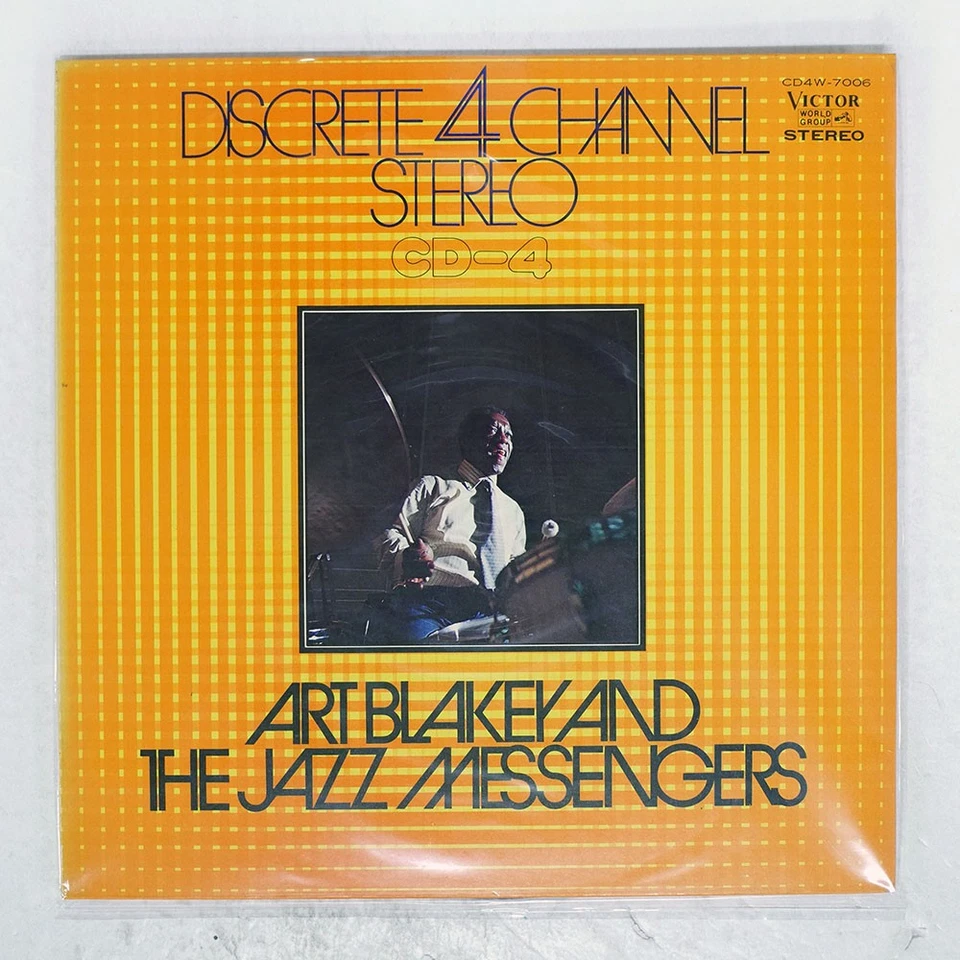 CD4W-7006
VICTOR
WORLD
GROUP
STEREO
DISCRETE 4 CHANNEL
STEREO
CD-4
ART BLAKEY AND
THE JAZZ MESSENGERS